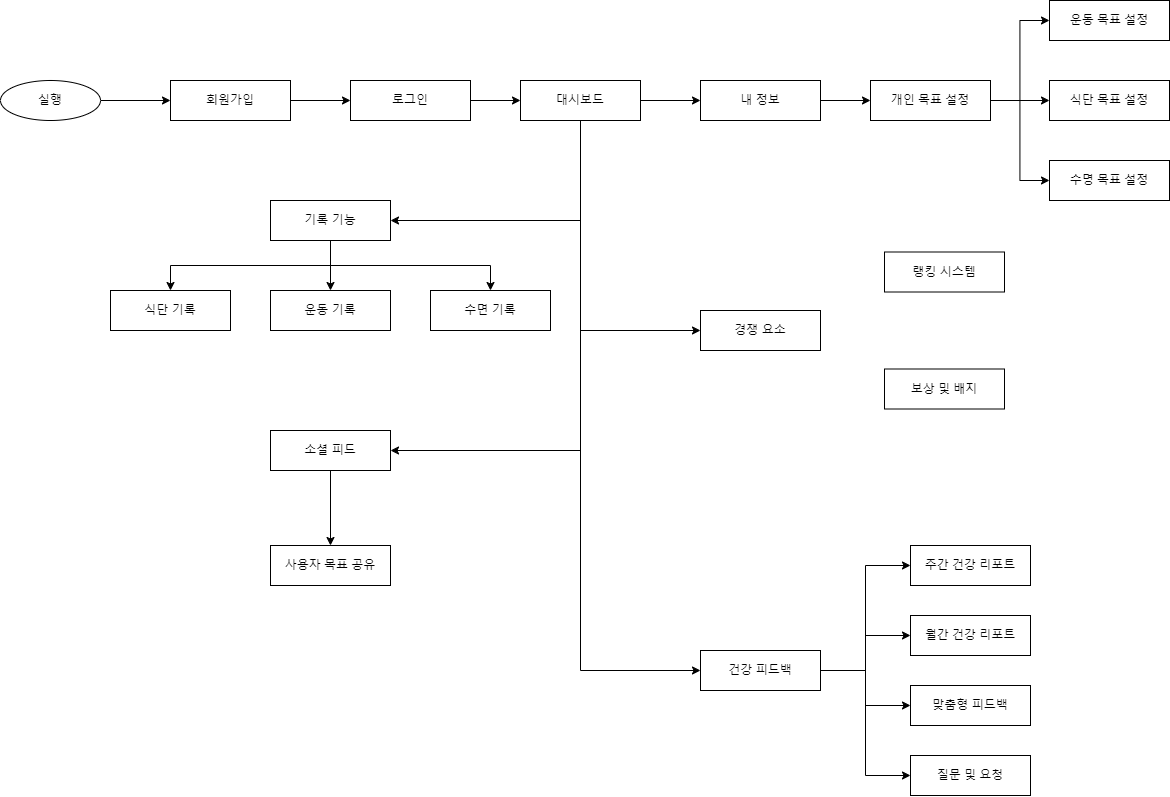 운동 목표 설정
실행
회원가입
로그인
대시보드
내 정보
개인 목표 설정
식단 목표 설정
수명 목표 설정
기록 기능
랭킹 시스템
식단 기록
운동 기록
수면 기록
경쟁 요소
보상 및 배지
소셜 피드
사용자 목표 공유
주간 건강 리포트
월간 건강 리포트
건강 피드백
맞춤형 피드백
질문 및 요청